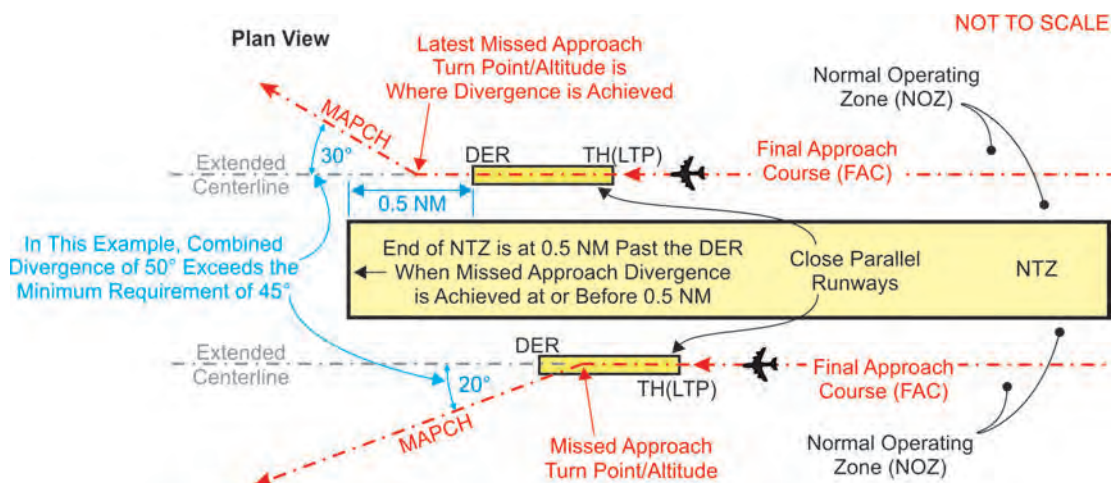 NOT TO SCALE
Plan View
Latest Missed Approach
Turn Point/Altitude is
Where Divergence is Achieved
Normal Operating
Zone (NOZ)
MAPCH
30°
DER
TH(LTP)
Final Approach
Course (FAC)
Extended
Centerline
0.5 NM
In This Example, Combined
Divergence of 50° Exceeds the
Minimum Requirement of 45°
End of NTZ is at 0.5 NM Past the DER
When Missed Approach Divergence
is Achieved at or Before 0.5 NM
Close Parallel
Runways
NTZ
Extended
Centerline
DER
20°
TH(LTP)
Final Approach
Course (FAC)
MAPCH
Missed Approach
Turn Point/Altitude
Normal Operating
Zone (NOZ)